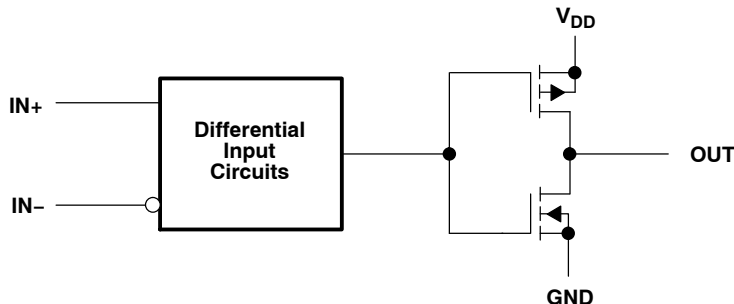 VDD
IN+
Differential
Input
Circuits
OUT
IN−
GND